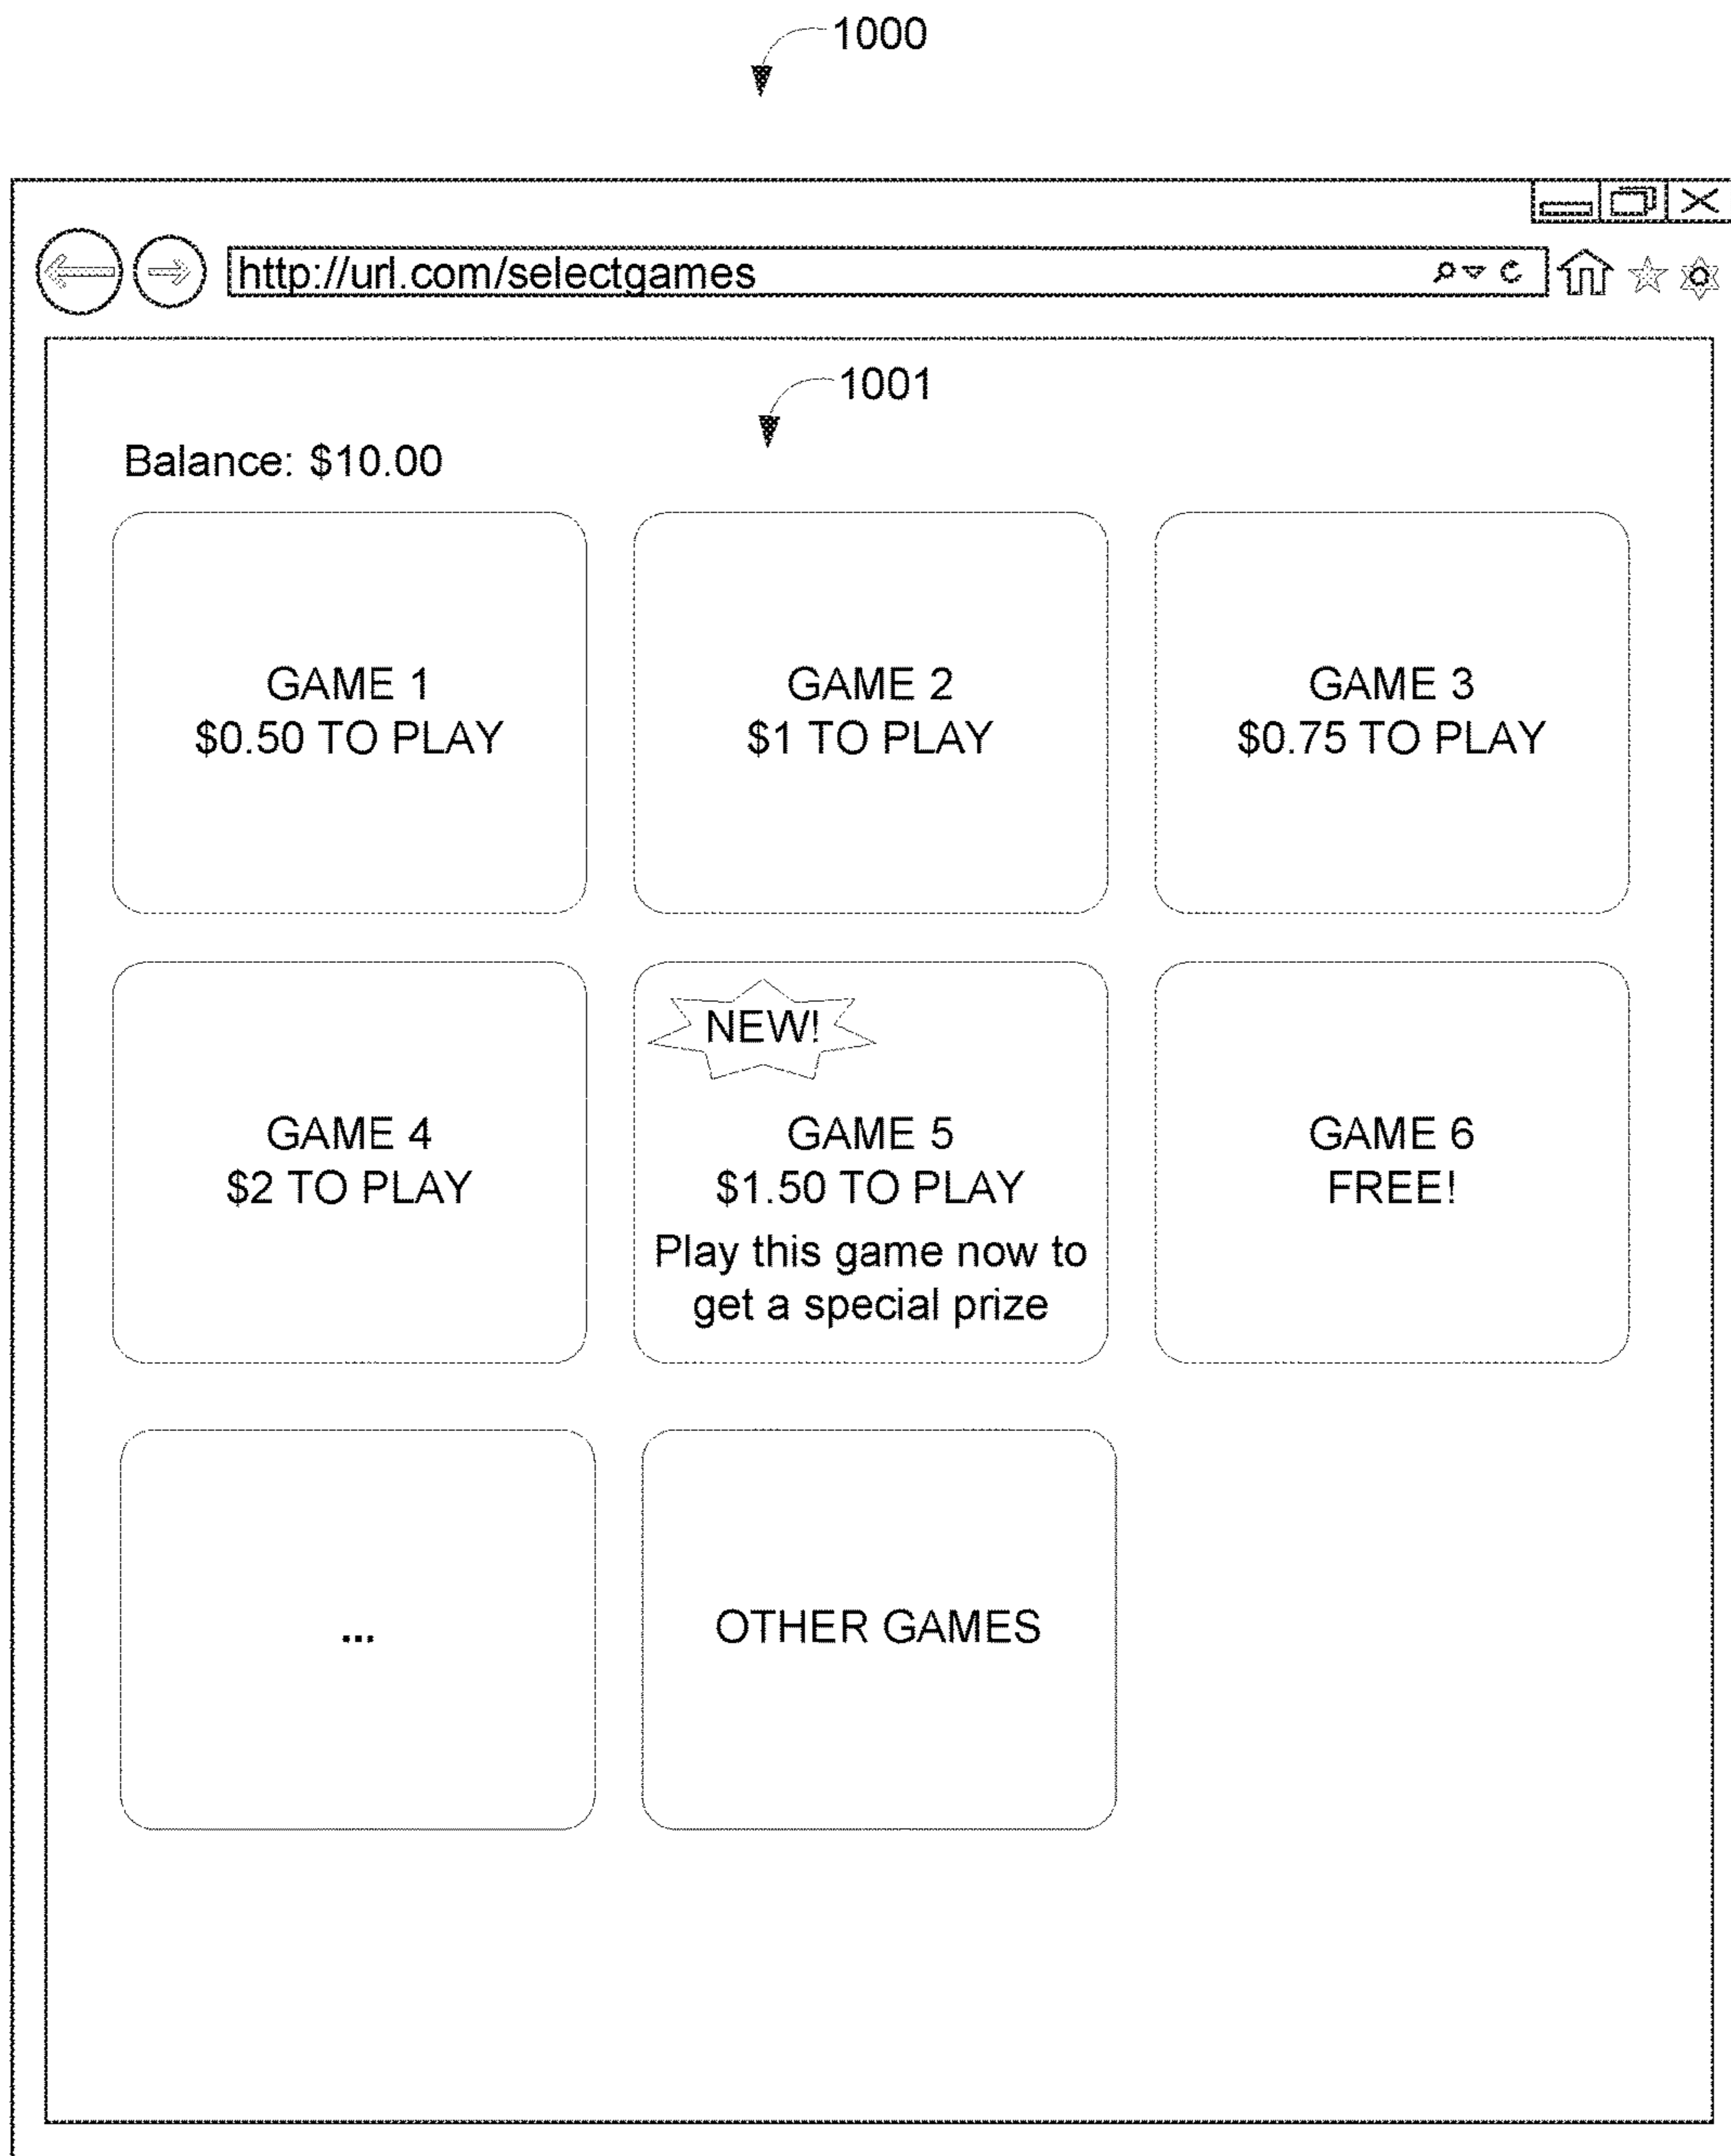 1000
http://url.com/selectgames
1001
Balance: $10.00
GAME 1
$0.50 TO PLAY
GAME 2
$1 TO PLAY
GAME 3
$0.75 TO PLAY
GAME 4
$2 TO PLAY
NEW!
GAME 5
$1.50 TO PLAY
Play this game now to
get a special prize
GAME 6
FREE!
...
OTHER GAMES